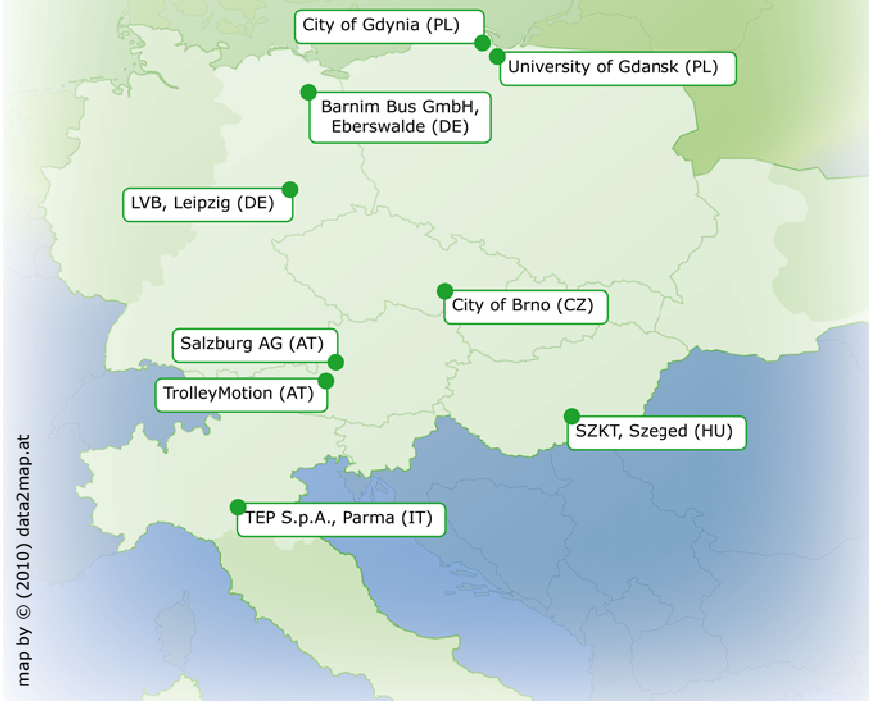 City of Gdynia (PL)
University of Gdansk (PL)
Barnim Bus GmbH,
Eberswalde (DE)
LVB, Leipzig (DE)
City of Brno (CZ)
Salzburg AG (AT)
TrolleyMotion (AT)
SZKT, Szeged (HU)
TEP S.p.A., Parma (IT)
map by © (2010) data2map.at